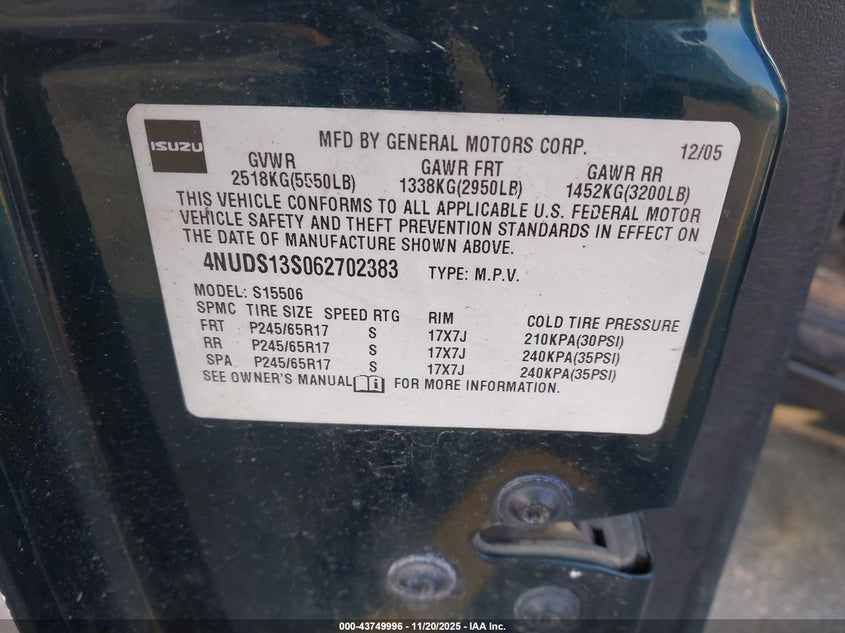 ISUZU
MFD BY GENERAL MOTORS CORP. 12/05
GVWR GAWR FRT GAWR RR
2518KG(5550LB) 1338KG(2950LB) 1452KG(3200LB)
THIS VEHICLE CONFORMS TO ALL APPLICABLE U.S. FEDERAL MOTOR
VEHICLE SAFETY AND THEFT PREVENTION STANDARDS IN EFFECT ON
THE DATE OF MANUFACTURE SHOWN ABOVE.
4NUDS13S062702383 TYPE: M.P.V.
MODEL: S15506
SPMC TIRE SIZE SPEED RTG RIM COLD TIRE PRESSURE
FRT P245/65R17 S 17X7J 210KPA(30PSI)
RR P245/65R17 S 17X7J 240KPA(35PSI)
SPA P245/65R17 S 17X7J 240KPA(35PSI)
SEE OWNER'S MANUAL FOR MORE INFORMATION.
000-43749996 - 11/20/2025 - IAA Inc.